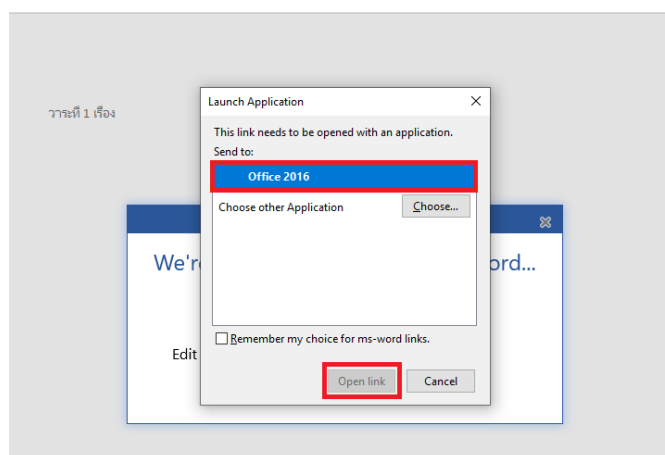 วาระที่ 1 เรื่อง
Launch Application
This link needs to be opened with an application.
Send to:
Office 2016
Choose other Application
Choose...
We're
ord...
Remember my choice for ms-word links.
Edit
Open link
Cancel